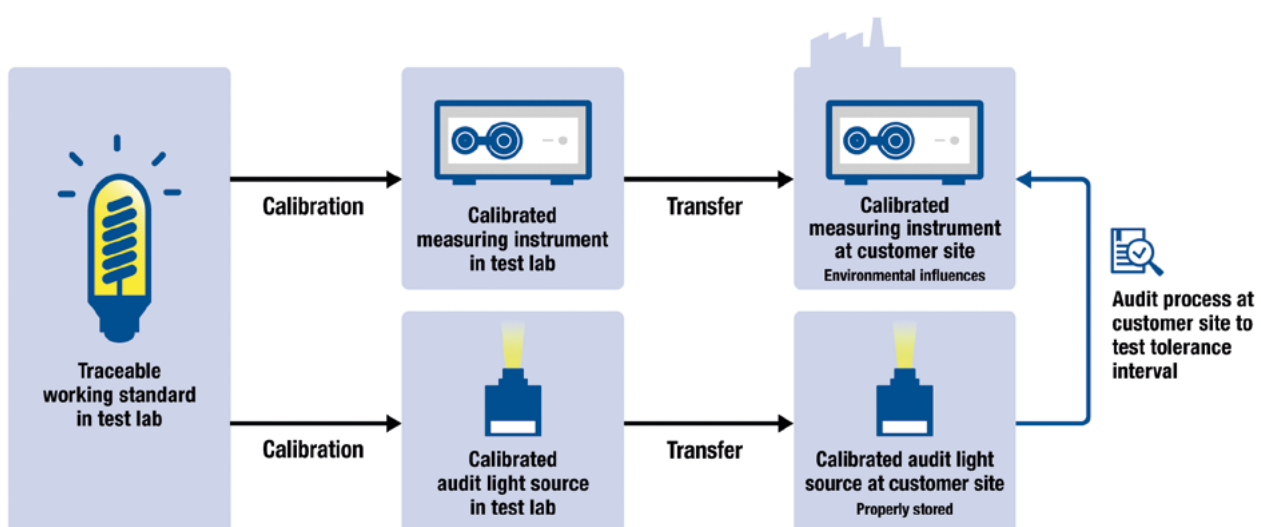 Traceable
working standard
in test lab
Calibration
Calibrated
measuring instrument
in test lab
Transfer
Calibrated
measuring instrument
at customer site
Environmental influences
Calibration
Calibrated
audit light source
in test lab
Transfer
Calibrated audit light
source at customer site
Properly stored
Audit process at
customer site to
test tolerance
interval